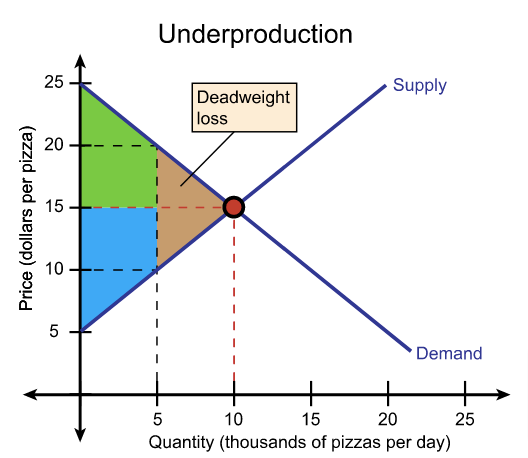 Underproduction
25
20
15
10
5
Price (dollars per pizza)
Deadweight
loss
Supply
Demand
5
10
15
20
25
Quantity (thousands of pizzas per day)